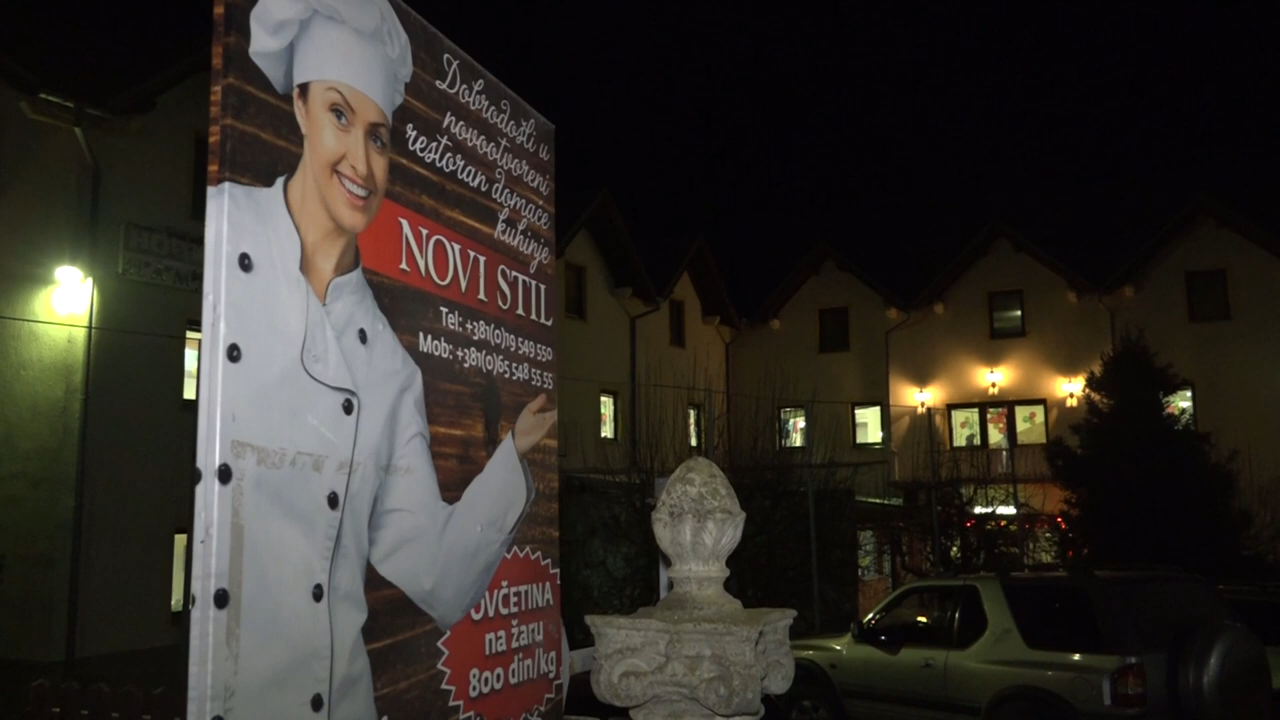 Dobrodošli u
novootvoreni
restoran domaće
kuhinje
NOVI STIL
Tel: +381(0)19 549 550
Mob: +381(0)65 548 55 55
OVČETINA
na žaru
800 din/kg